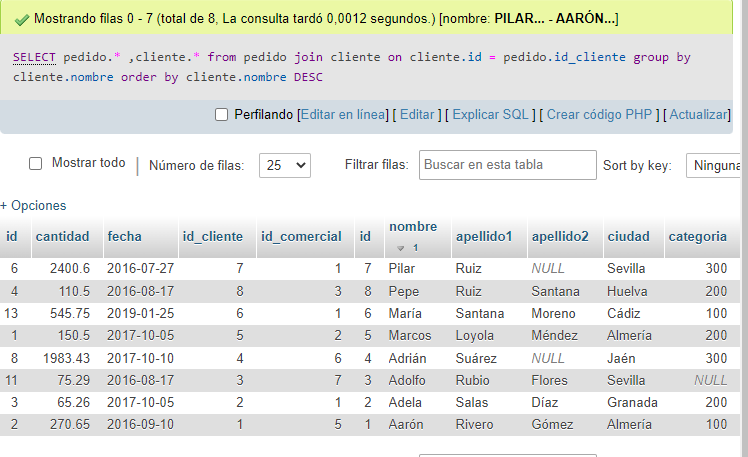 Mostrando filas 0 - 7 (total de 8, La consulta tardó 0,0012 segundos.) [nombre: PILAR... - AARÓN...]
SELECT pedido.* ,cliente.* from pedido join cliente on cliente.id = pedido.id_cliente group by
cliente.nombre order by cliente.nombre DESC
Perfilando [Editar en línea] [ Editar ] [ Explicar SQL ] [ Crear código PHP ] [ Actualizar]
Mostrar todo | Número de filas: 25 Filtrar filas: Buscar en esta tabla Sort by key: Ninguna
+ Opciones
id cantidad fecha id_cliente id_comercial id nombre 1 apellido1 apellido2 ciudad categoria
6 2400.6 2016-07-27 7 1 7 Pilar Ruiz NULL Sevilla 300
4 110.5 2016-08-17 8 3 8 Pepe Ruiz Santana Huelva 200
13 545.75 2019-01-25 6 1 6 María Santana Moreno Cádiz 100
1 150.5 2017-10-05 5 2 5 Marcos Loyola Méndez Almería 200
8 1983.43 2017-10-10 4 6 4 Adrián Suárez NULL Jaén 300
11 75.29 2016-08-17 3 7 3 Adolfo Rubio Flores Sevilla NULL
3 65.26 2017-10-05 2 1 2 Adela Salas Díaz Granada 200
2 270.65 2016-09-10 1 5 1 Aarón Rivero Gómez Almería 100